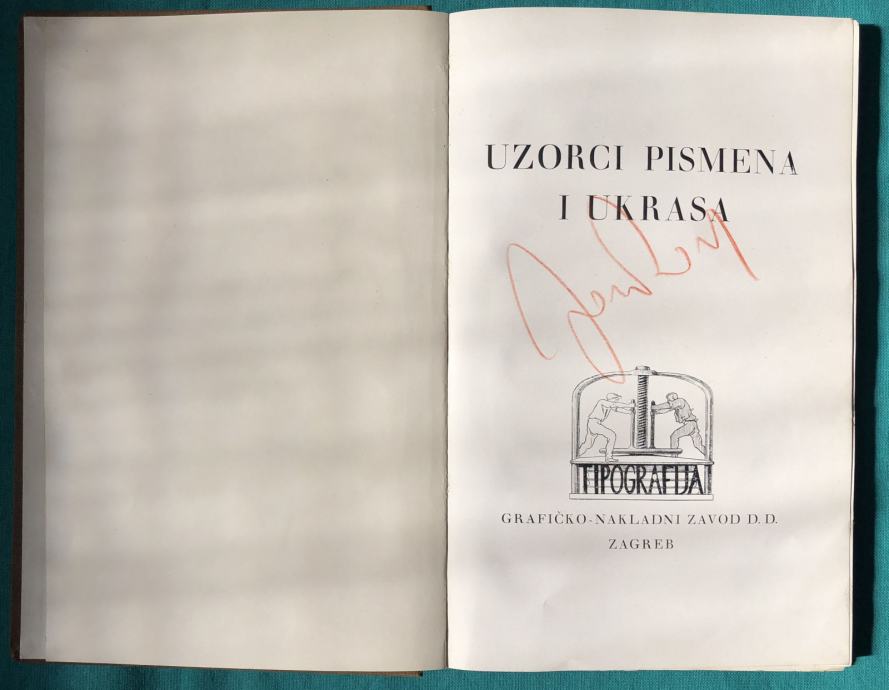 UZORCI PISMENA
I UKRASA
TIPOGRAFIJA
GRAFIČKO-NAKLADNI ZAVOD D. D.
ZAGREB